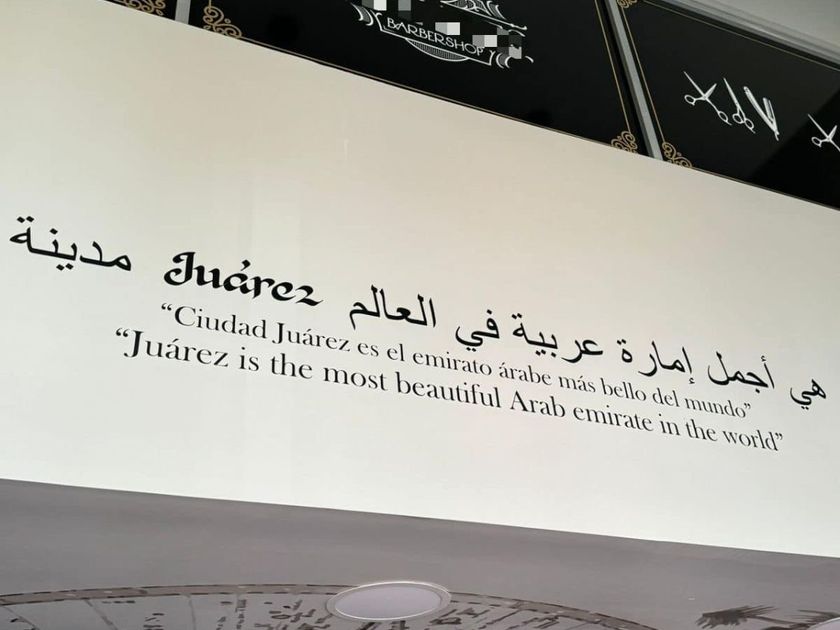 BARBERSHOP
هي أجمل إمارة عربية في العالم Juárez مدينة
“Ciudad Juárez es el emirato árabe más bello del mundo”
“Juárez is the most beautiful Arab emirate in the world”